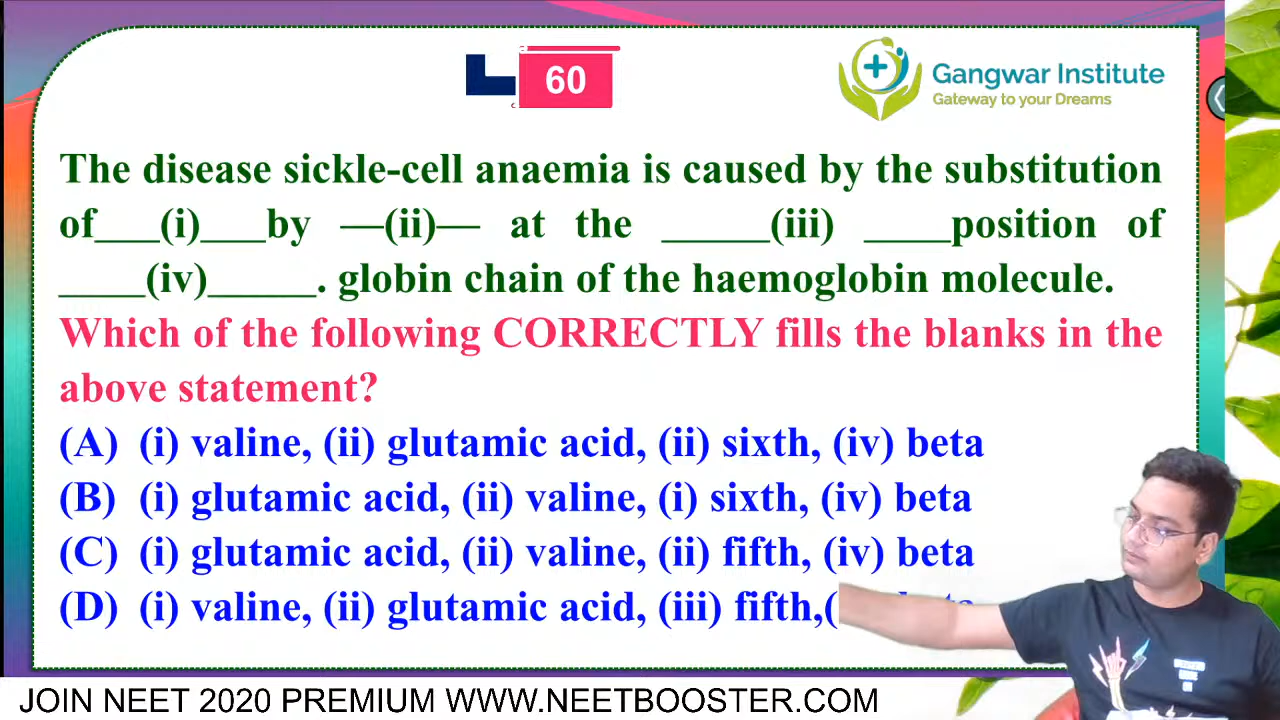 60
Gangwar Institute
Gateway to your Dreams
The disease sickle-cell anaemia is caused by the substitution
of___(i)___by —(ii)— at the _____(iii) ____position of
____(iv)_____. globin chain of the haemoglobin molecule.
Which of the following CORRECTLY fills the blanks in the
above statement?
(A) (i) valine, (ii) glutamic acid, (ii) sixth, (iv) beta
(B) (i) glutamic acid, (ii) valine, (i) sixth, (iv) beta
(C) (i) glutamic acid, (ii) valine, (ii) fifth, (iv) beta
(D) (i) valine, (ii) glutamic acid, (iii) fifth,(
JOIN NEET 2020 PREMIUM WWW.NEETBOOSTER.COM